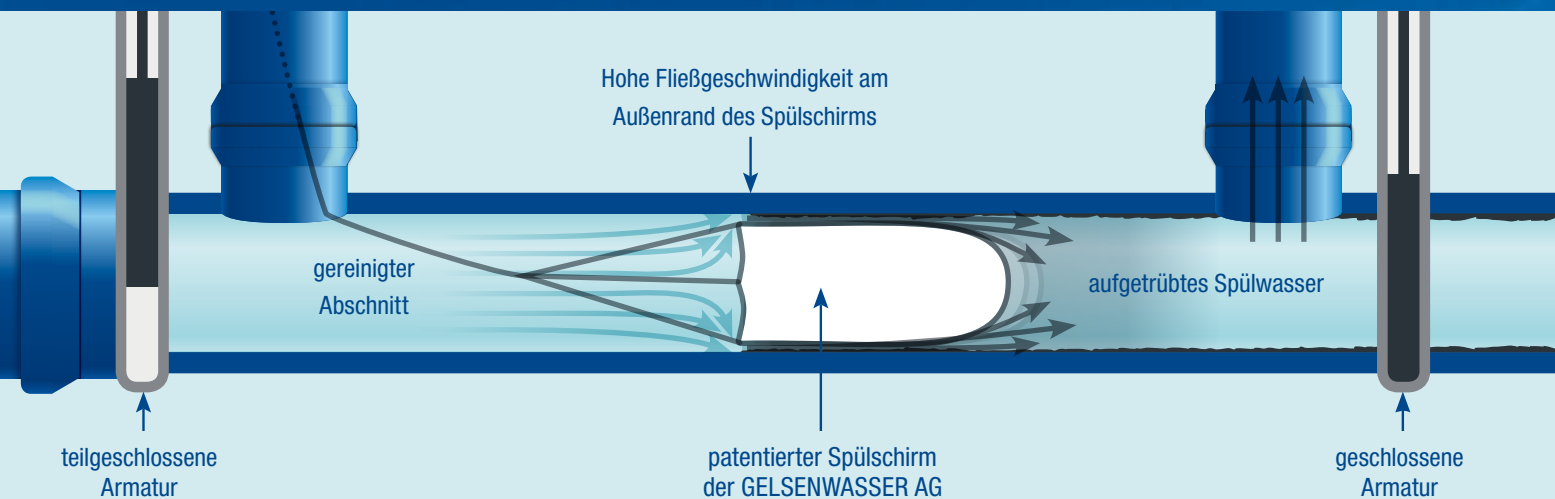 Hohe Fließgeschwindigkeit am
Außenrand des Spülschirms
gereinigter
Abschnitt
aufgetrübtes Spülwasser
teilgeschlossene
Armatur
patentierter Spülschirm
der GELSENWASSER AG
geschlossene
Armatur